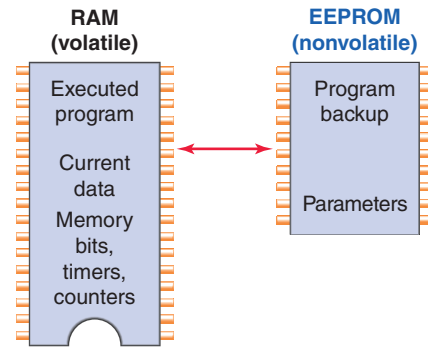 RAM
(volatile)
Executed
program
Current
data
Memory
bits,
timers,
counters
EEPROM
(nonvolatile)
Program
backup
Parameters